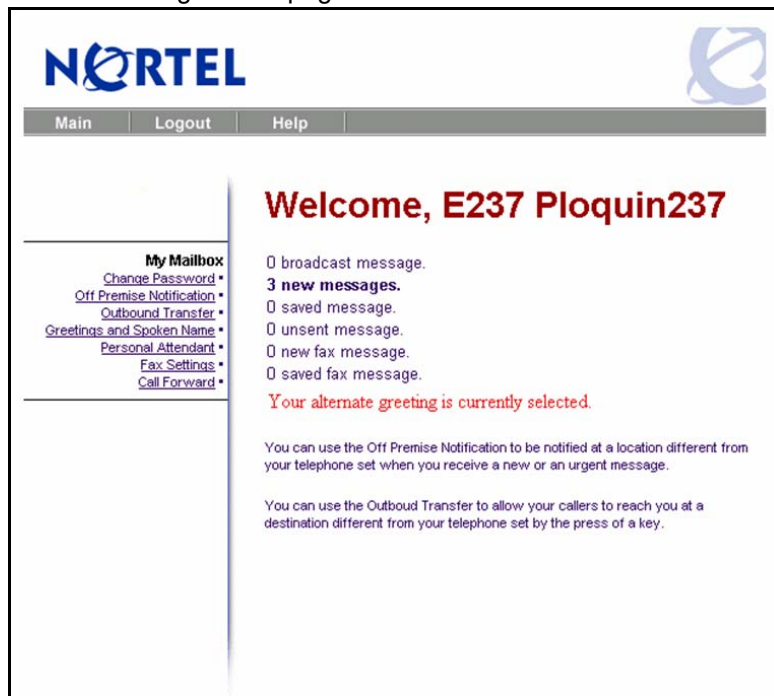 NORTEL
Main Logout Help
Welcome, E237 Ploquin237
My Mailbox
Change Password
Off Premise Notification
Outbound Transfer
Greetings and Spoken Name
Personal Attendant
Fax Settings
Call Forward
0 broadcast message.
3 new messages.
0 saved message.
0 unsent message.
0 new fax message.
0 saved fax message.
Your alternate greeting is currently selected.
You can use the Off Premise Notification to be notified at a location different from
your telephone set when you receive a new or an urgent message.
You can use the Outboud Transfer to allow your callers to reach you at a
destination different from your telephone set by the press of a key.